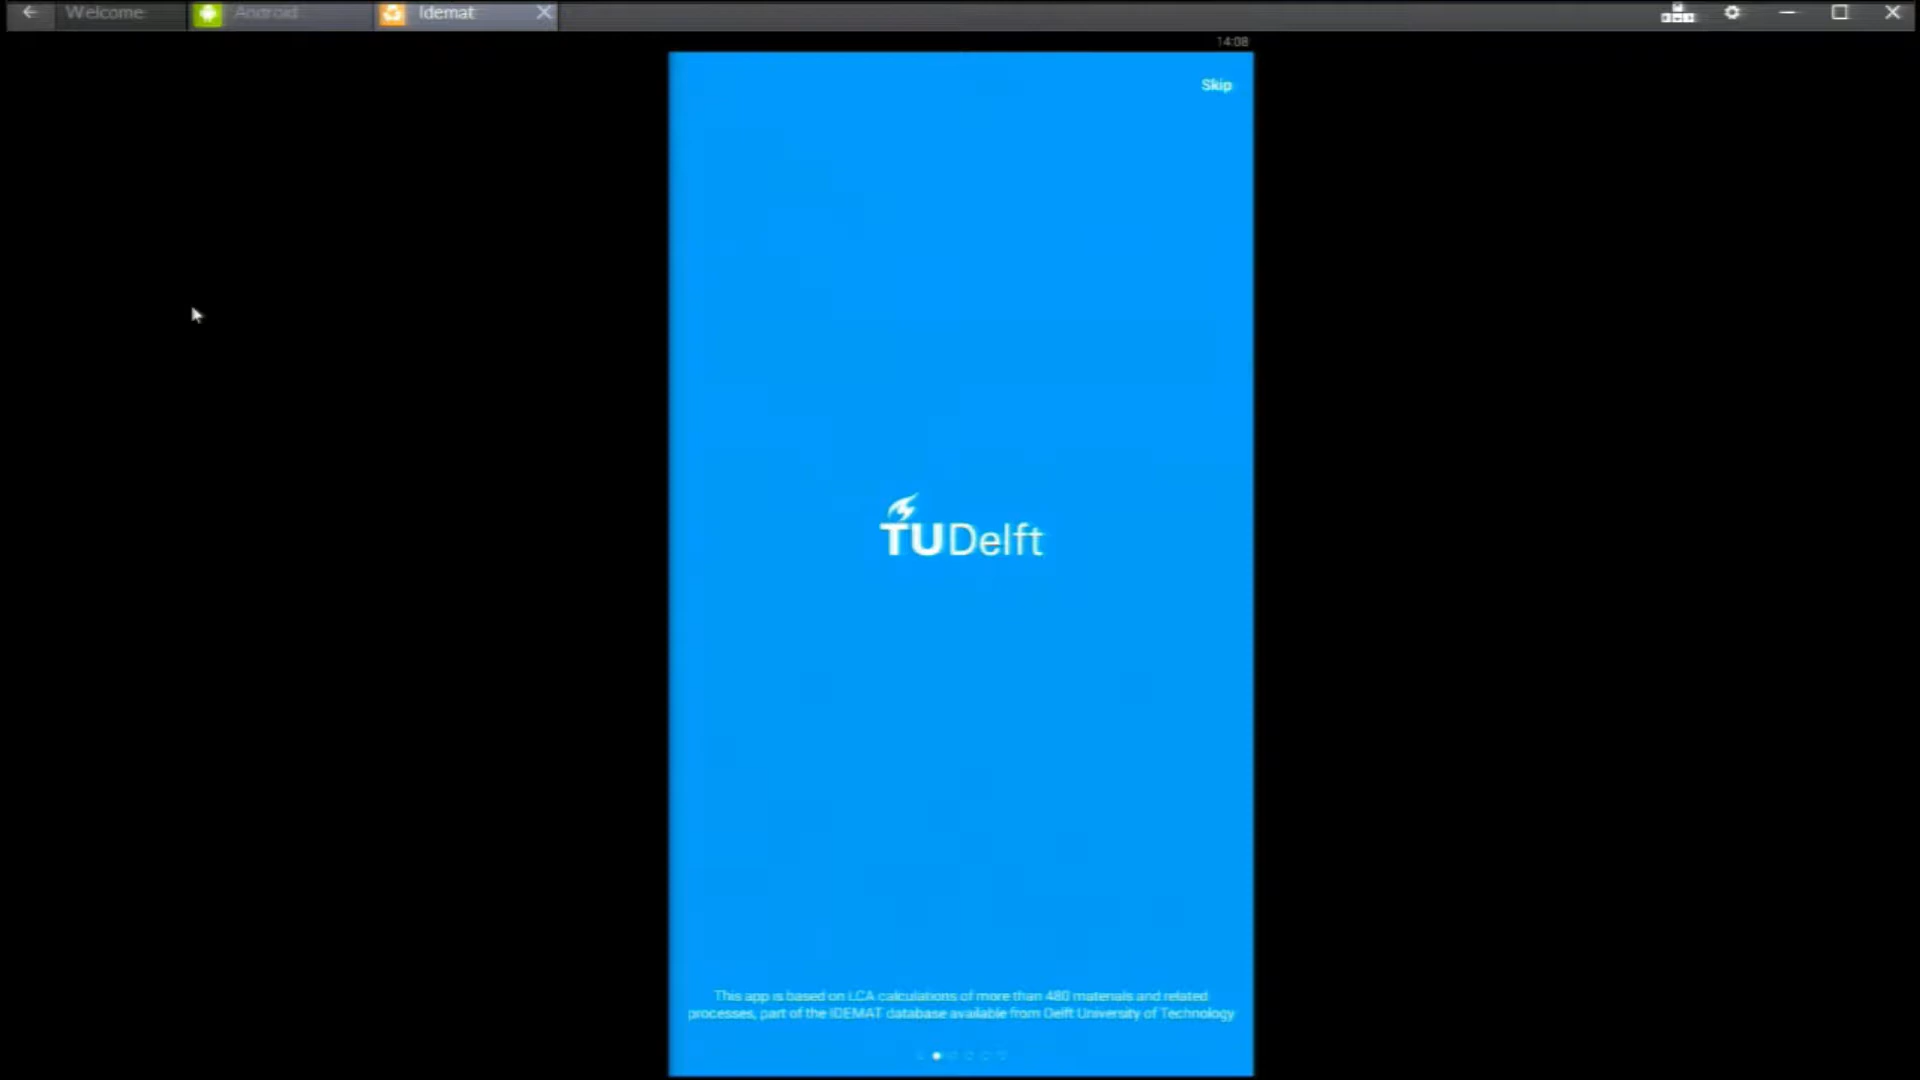 Welcome
Android
Idemat
14:08
Skip
TUDelft
This app is based on LCA calculations of more than 480 materials and related
processes, part of the IDEMAT database available from Delft University of Technology